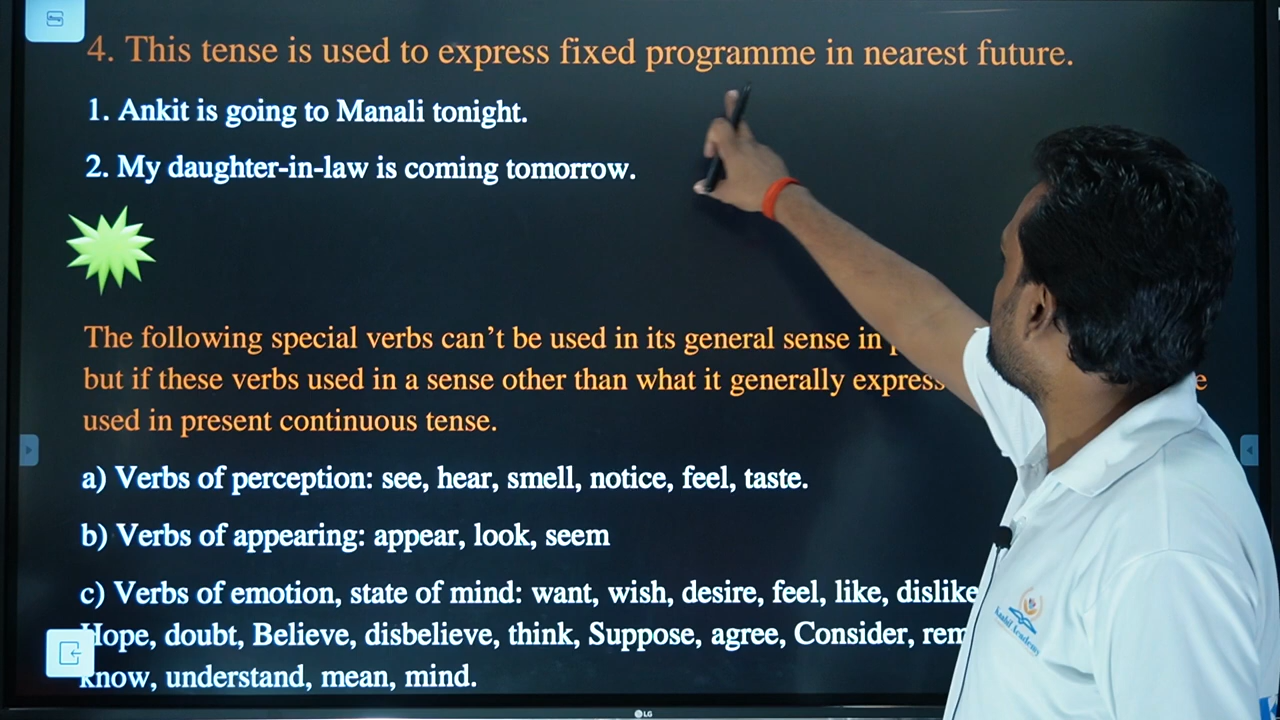 4. This tense is used to express fixed programme in nearest future.
1. Ankit is going to Manali tonight.
2. My daughter-in-law is coming tomorrow.
The following special verbs can't be used in its general sense in
but if these verbs used in a sense other than what it generally express
used in present continuous tense.
a) Verbs of perception: see, hear, smell, notice, feel, taste.
b) Verbs of appearing: appear, look, seem
c) Verbs of emotion, state of mind: want, wish, desire, feel, like, dislike
Hope, doubt, Believe, disbelieve, think, Suppose, agree, Consider,
know, understand, mean, mind.
LG
Academy